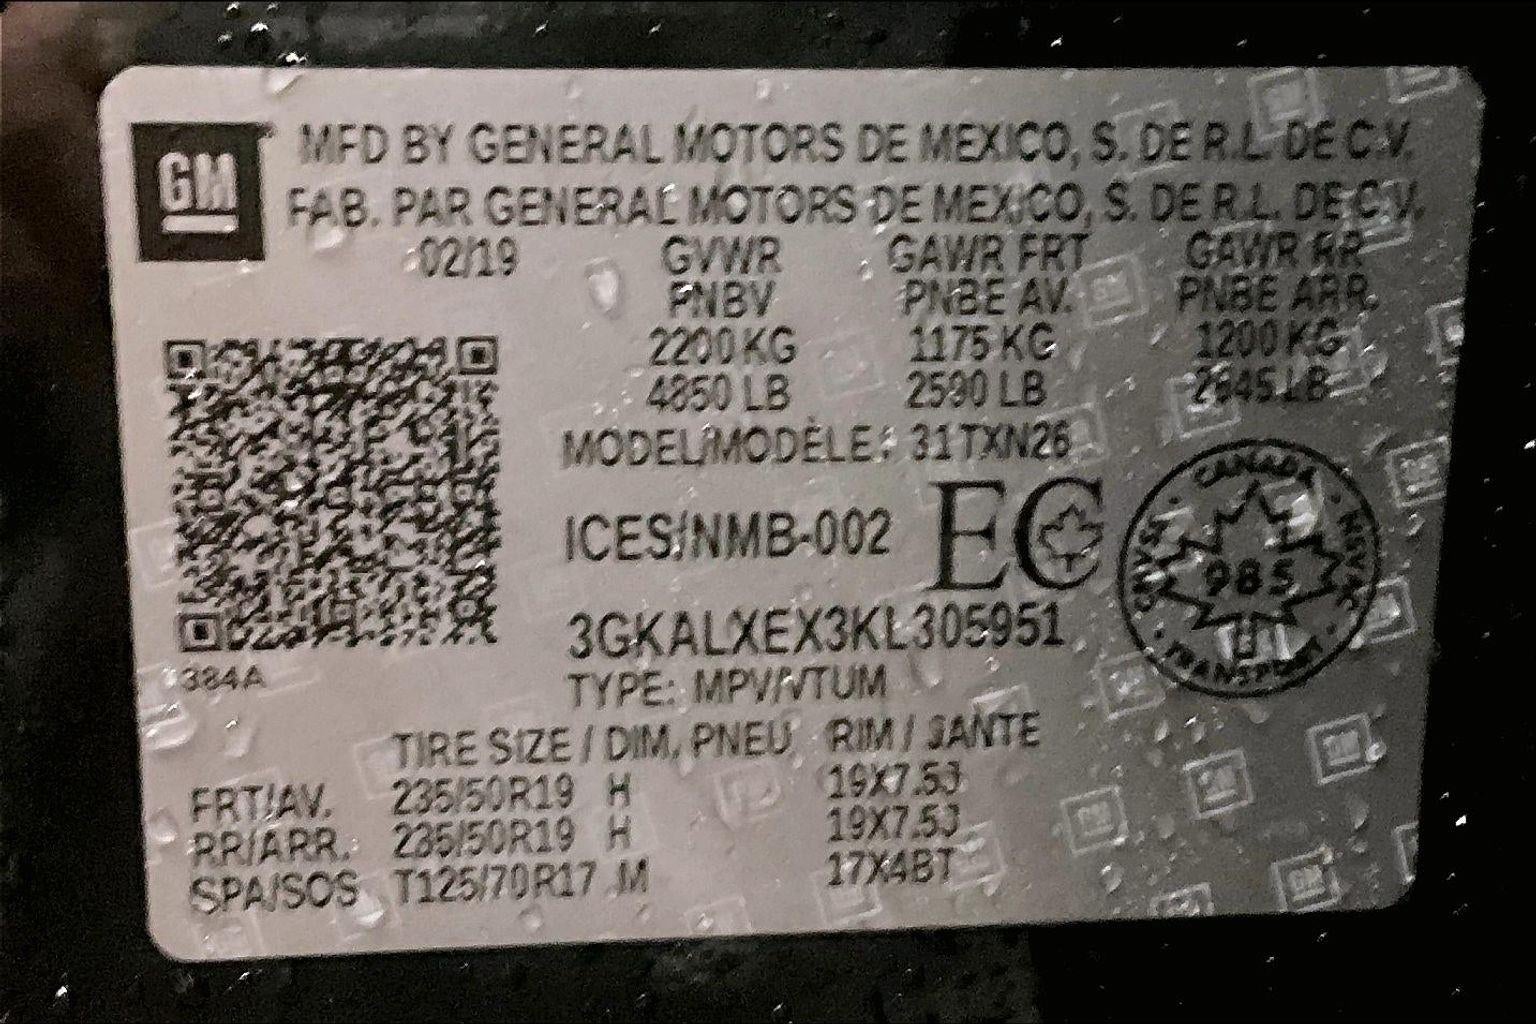 GM
MFD BY GENERAL MOTORS DE MEXICO, S. DE R.L. DE C.V.
FAB. PAR GENERAL MOTORS DE MEXICO, S. DE R.L. DE C.V.
02/19 GVWR GAWR FRT GAWR RR
PNBV PNBE AV. PNBE ARR.
2200 KG 1175 KG 1200 KG
4850 LB 2590 LB 2645 LB
MODEL/MODÈLE: 31TXN26
ICES/NMB-002 EC
CANADA
CMVSS NSVAC
985
TRANSPORT
3GKALXEX3KL305951
384A
TYPE: MPV/VTUM
TIRE SIZE / DIM. PNEU RIM / JANTE
FRT/AV. 235/50R19 H 19X7.5J
RR/ARR. 235/50R19 H 19X7.5J
SPA/SOS T125/70R17 M 17X4BT